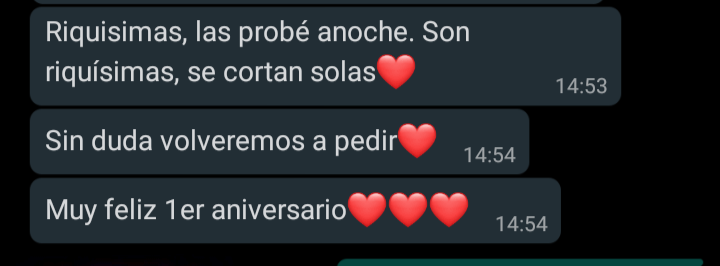 Riquisimas, las probé anoche. Son
riquísimas, se cortan solas❤️
14:53
Sin duda volveremos a pedir❤️
14:54
Muy feliz 1er aniversario❤️❤️❤️
14:54